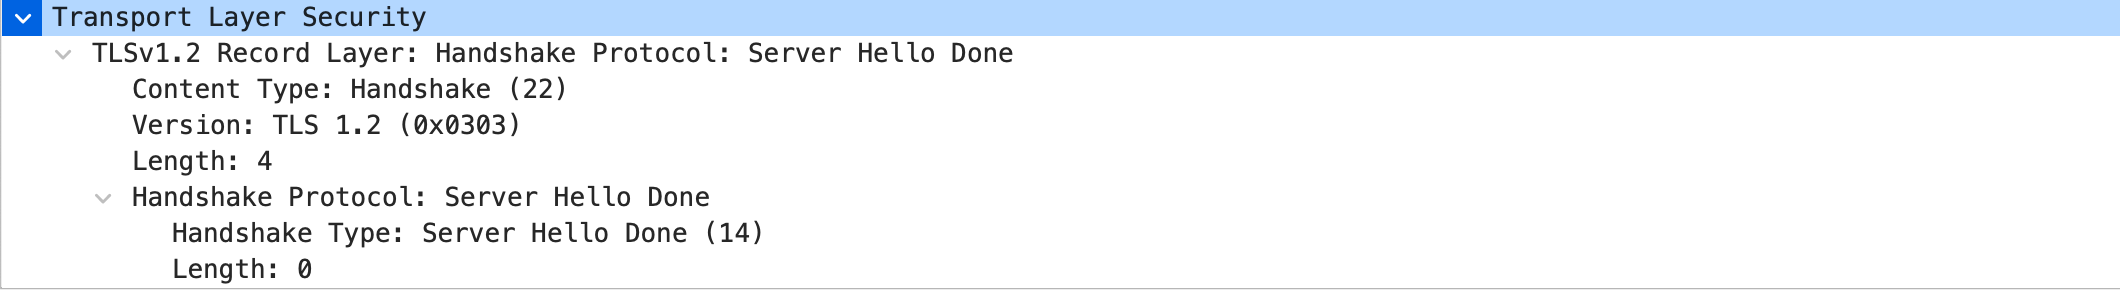 Transport Layer Security
TLSv1.2 Record Layer: Handshake Protocol: Server Hello Done
Content Type: Handshake (22)
Version: TLS 1.2 (0x0303)
Length: 4
Handshake Protocol: Server Hello Done
Handshake Type: Server Hello Done (14)
Length: 0